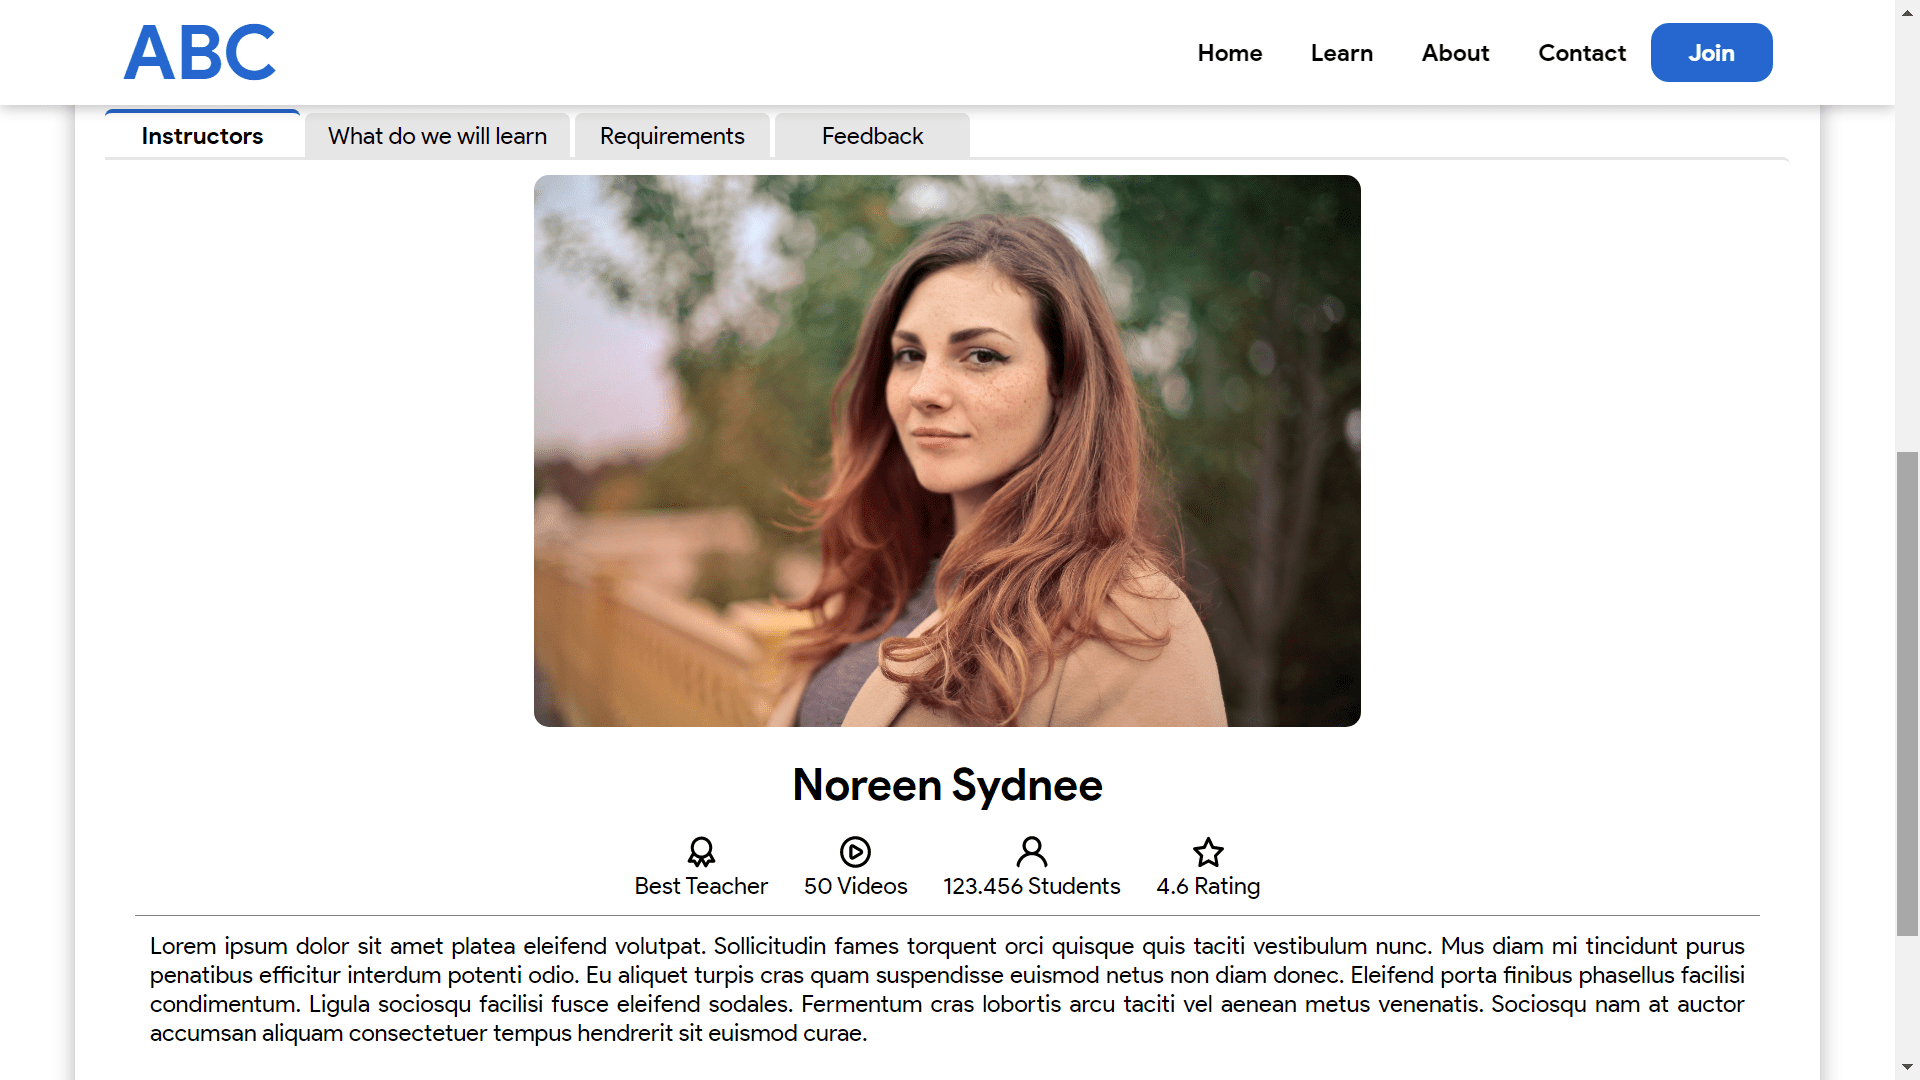 ABC
Home Learn About Contact Join
Instructors What do we will learn Requirements Feedback
Noreen Sydnee
Best Teacher 50 Videos 123.456 Students 4.6 Rating
Lorem ipsum dolor sit amet platea eleifend volutpat. Sollicitudin fames torquent orci quisque quis taciti vestibulum nunc. Mus diam mi tincidunt purus
penatibus efficitur interdum potenti odio. Eu aliquet turpis cras quam suspendisse euismod netus non diam donec. Eleifend porta finibus phasellus facilisi
condimentum. Ligula sociosqu facilisi fusce eleifend sodales. Fermentum cras lobortis arcu taciti vel aenean metus venenatis. Sociosqu nam at auctor
accumsan aliquam consectetuer tempus hendrerit sit euismod curae.